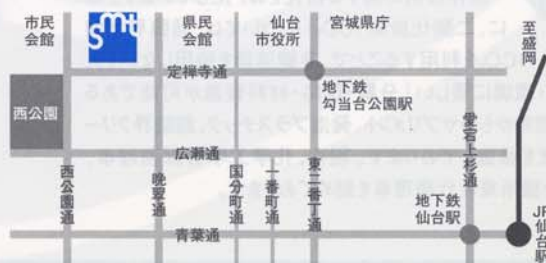 市民
会館
smt
県民
会館
仙台
市役所
宮城県庁
至盛岡
定禅寺通
地下鉄
勾当台公園駅
西公園
広瀬通
西公園通
晩翠通
国分町通
一番町通
東二番丁通
愛宕上杉通
地下鉄
仙台駅
青葉通
JR仙台駅